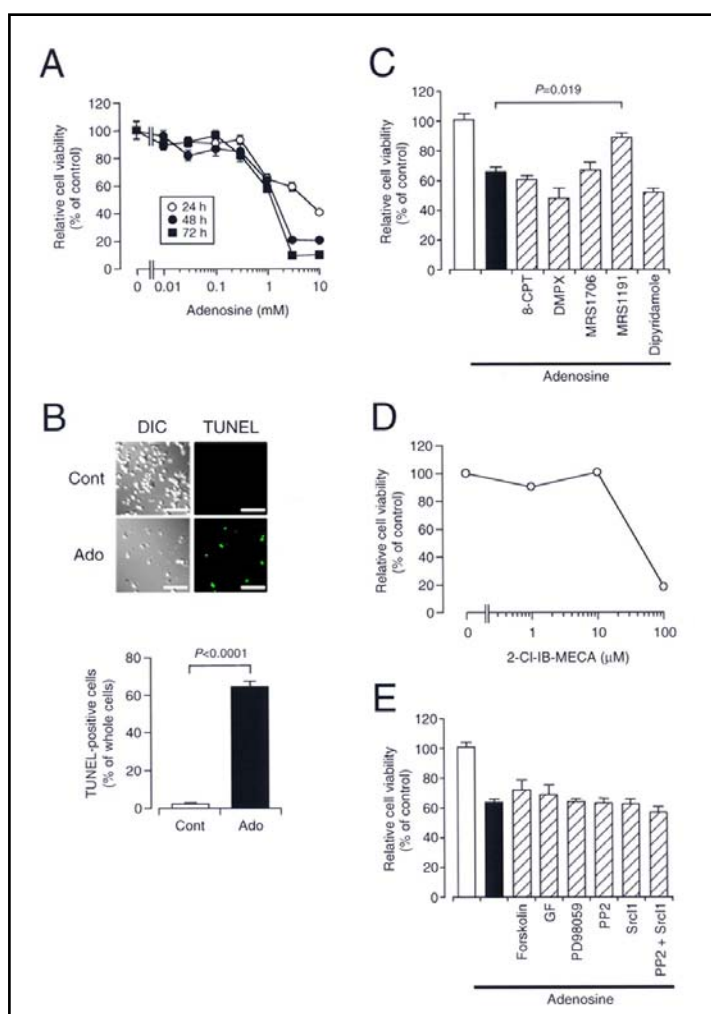 A
Relative cell viability
(% of control)
120
100
80
60
40
20
0
24 h
48 h
72 h
0 0.01 0.1 1 10
Adenosine (mM)
B
DIC TUNEL
Cont
Ado
P<0.0001
TUNEL-positive cells
(% of whole cells)
80
60
40
20
0
Cont Ado
C
P=0.019
Relative cell viability
(% of control)
120
100
80
60
40
20
0
8-CPT
DMPX
MRS1706
MRS1191
Dipyridamole
Adenosine
D
Relative cell viability
(% of control)
120
100
80
60
40
20
0
0 1 10 100
2-Cl-IB-MECA (μM)
E
Relative cell viability
(% of control)
120
100
80
60
40
20
0
Forskolin
GF
PD98059
PP2
SrcI1
PP2 + SrcI1
Adenosine